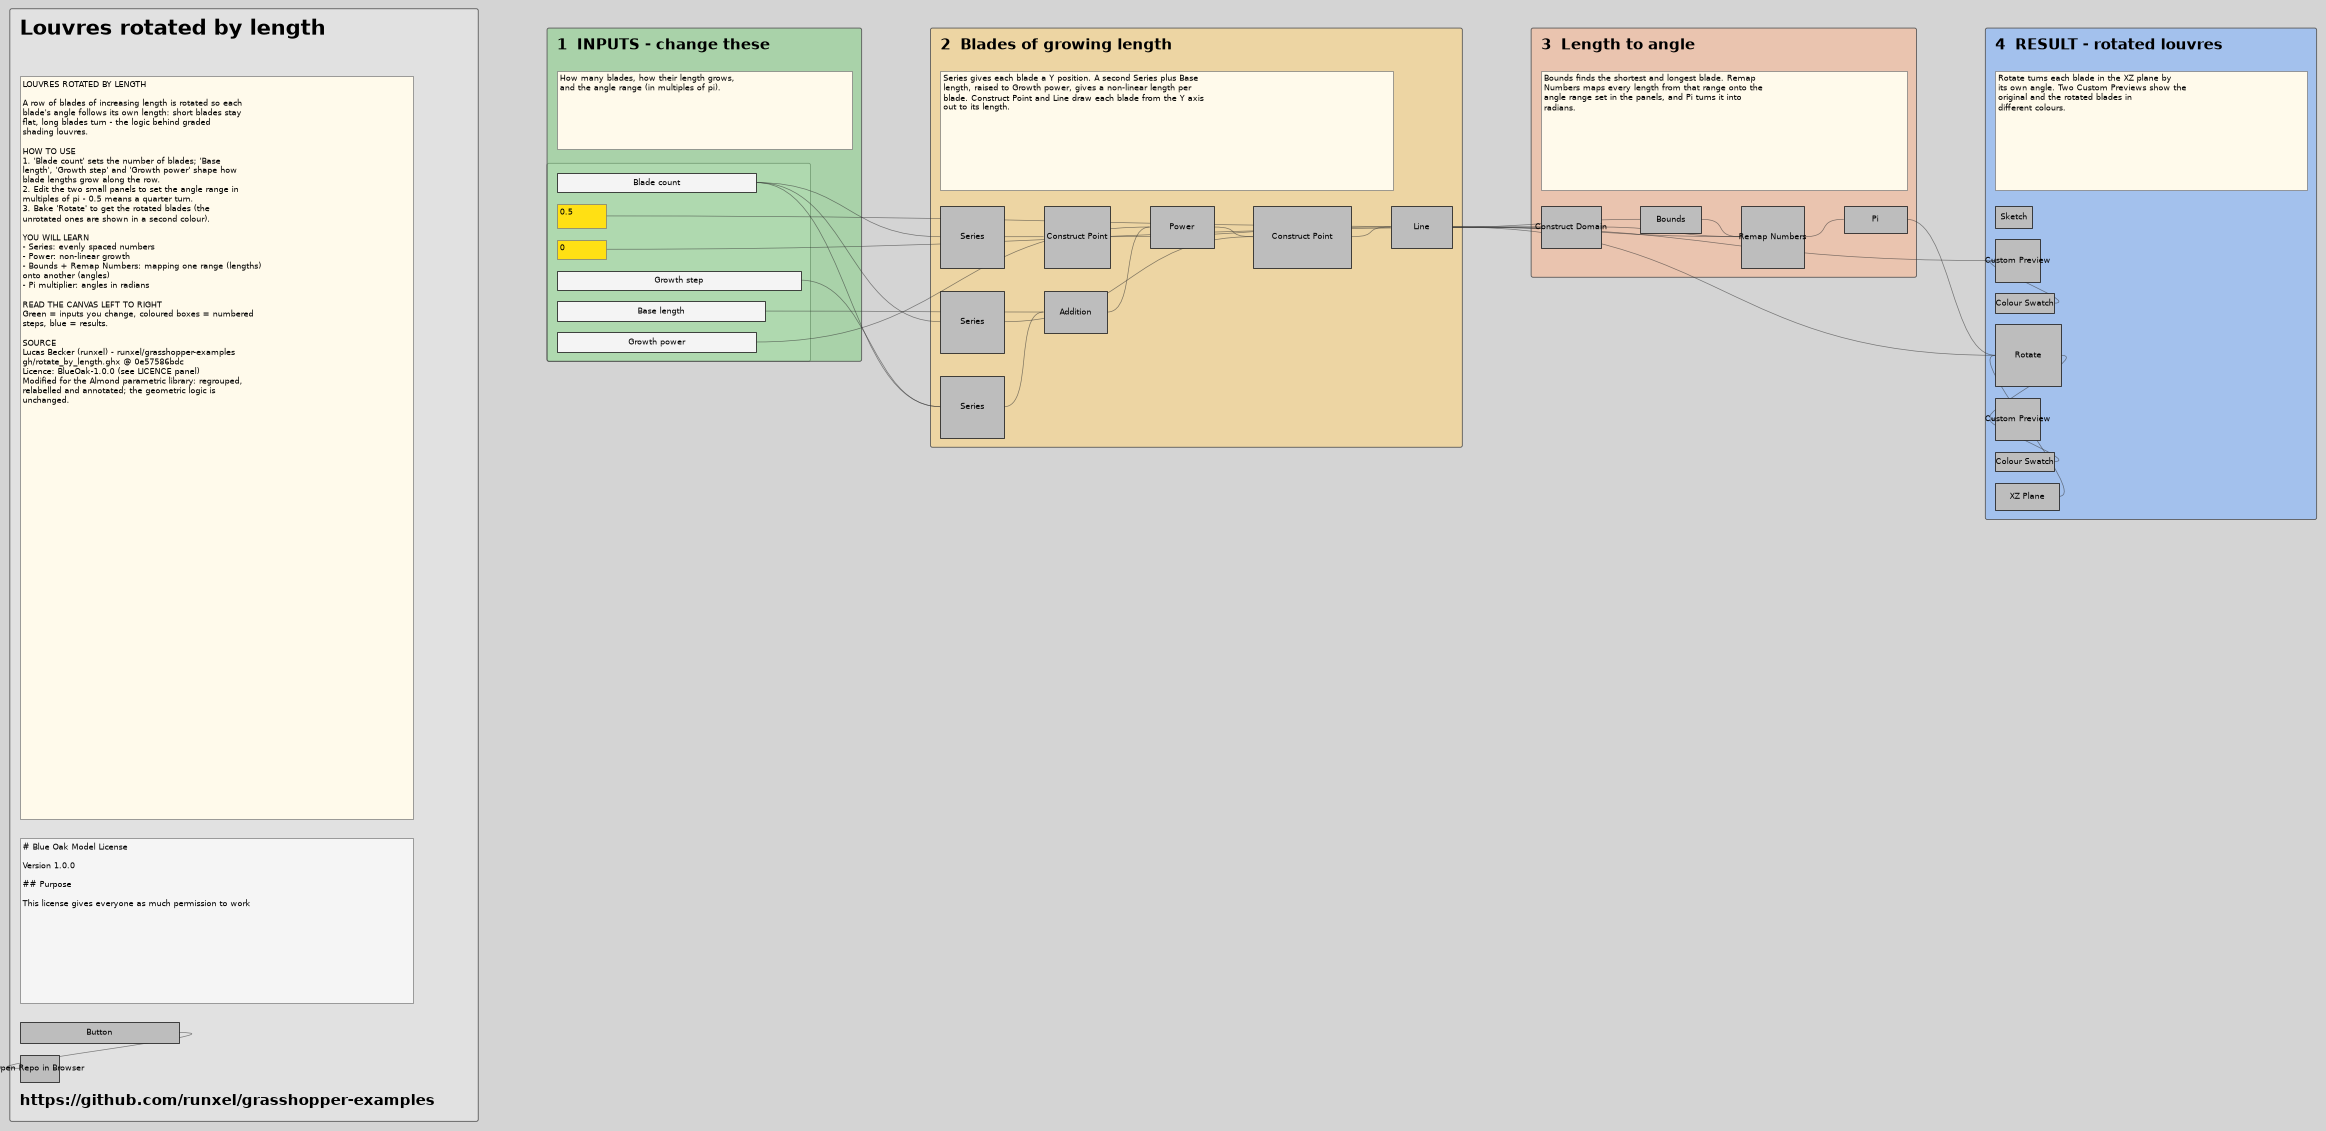 Louvres rotated by length
LOUVRES ROTATED BY LENGTH
A row of blades of increasing length is rotated so each
blade's angle follows its own length: short blades stay
flat, long blades turn - the logic behind graded
shading louvres.
HOW TO USE
1. 'Blade count' sets the number of blades; 'Base
length', 'Growth step' and 'Growth power' shape how
blade lengths grow along the row.
2. Edit the two small panels to set the angle range in
multiples of pi - 0.5 means a quarter turn.
3. Bake 'Rotate' to get the rotated blades (the
unrotated ones are shown in a second colour).
YOU WILL LEARN
- Series: evenly spaced numbers
- Power: non-linear growth
- Bounds + Remap Numbers: mapping one range (lengths)
onto another (angles)
- Pi multiplier: angles in radians
READ THE CANVAS LEFT TO RIGHT
Green = inputs you change, coloured boxes = numbered
steps, blue = results.
SOURCE
Lucas Becker (runxel) - runxel/grasshopper-examples
gh/rotate_by_length.ghx @ 0e57586bdc
Licence: BlueOak-1.0.0 (see LICENCE panel)
Modified for the Almond parametric library: regrouped,
relabelled and annotated; the geometric logic is
unchanged.
# Blue Oak Model License
Version 1.0.0
## Purpose
This license gives everyone as much permission to work
Button
pen Repo in Browser
https://github.com/runxel/grasshopper-examples
1 INPUTS - change these
How many blades, how their length grows,
and the angle range (in multiples of pi).
Blade count
0.5
0
Growth step
Base length
Growth power
2 Blades of growing length
Series gives each blade a Y position. A second Series plus Base
length, raised to Growth power, gives a non-linear length per
blade. Construct Point and Line draw each blade from the Y axis
out to its length.
Series
Construct Point
Power
Construct Point
Line
Series
Addition
Series
3 Length to angle
Bounds finds the shortest and longest blade. Remap
Numbers maps every length from that range onto the
angle range set in the panels, and Pi turns it into
radians.
Construct Domain
Bounds
Remap Numbers
Pi
4 RESULT - rotated louvres
Rotate turns each blade in the XZ plane by
its own angle. Two Custom Previews show the
original and the rotated blades in
different colours.
Sketch
Custom Preview
Colour Swatch
Rotate
Custom Preview
Colour Swatch
XZ Plane